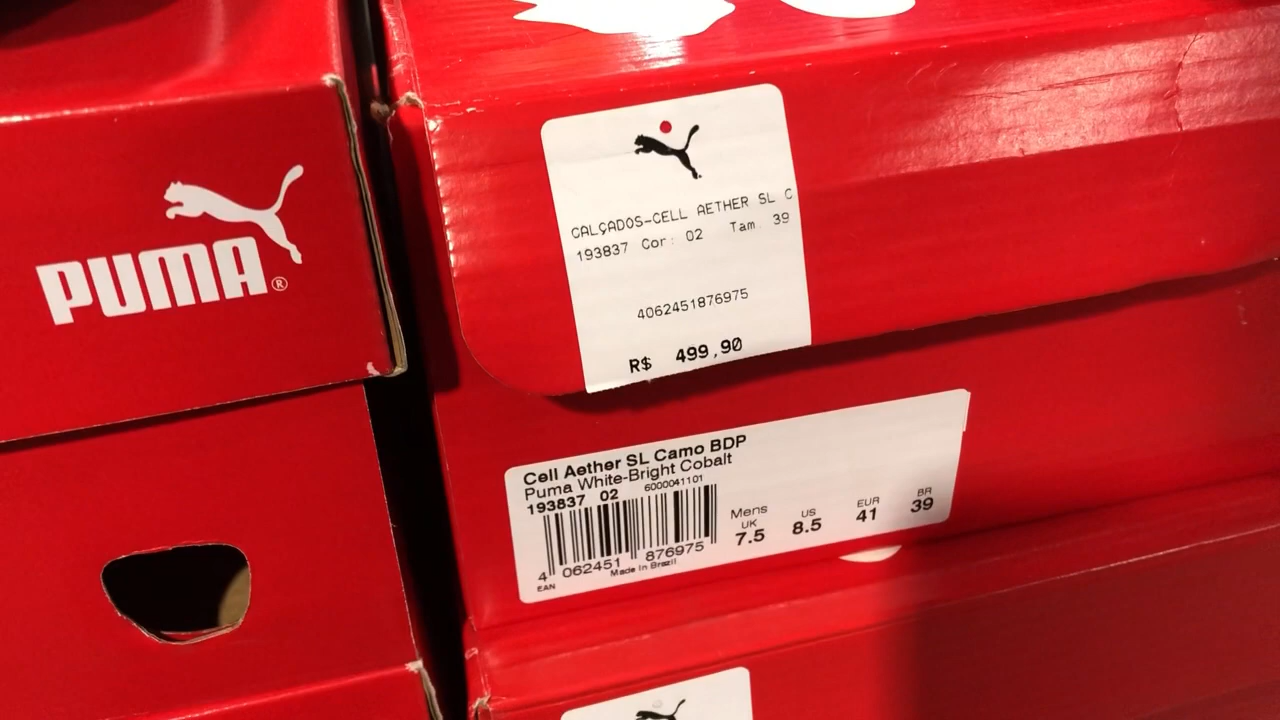 PUMA®
CALÇADOS-CELL AETHER SL C
193837 Cor: 02 Tam 39
4062451876975
R$ 499,90
Cell Aether SL Camo BDP
Puma White-Bright Cobalt
193837 02 6000041101
Mens
UK US EUR BR
7.5 8.5 41 39
4 062451 876975
EAN Made in Brazil